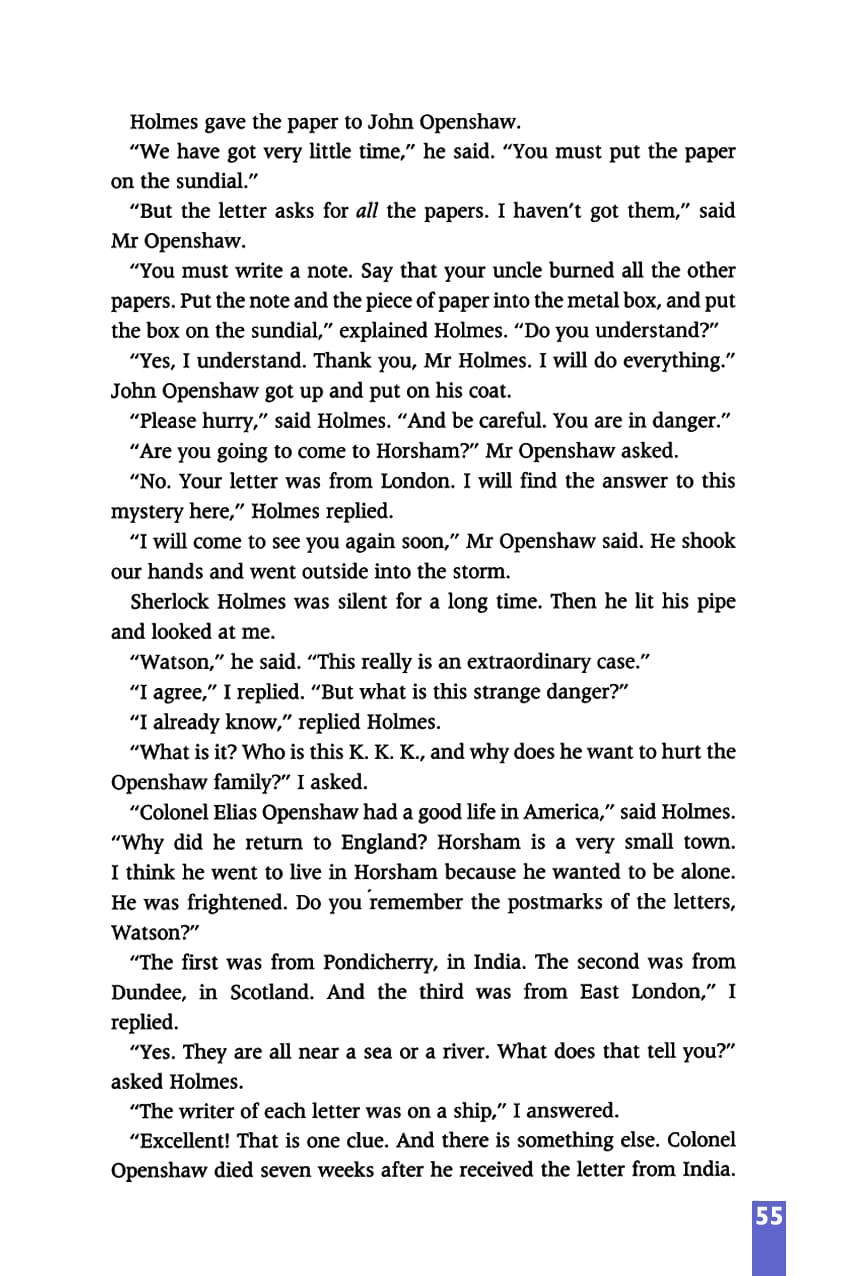 Holmes gave the paper to John Openshaw.
“We have got very little time,” he said. “You must put the paper
on the sundial.”
“But the letter asks for all the papers. I haven’t got them,” said
Mr Openshaw.
“You must write a note. Say that your uncle burned all the other
papers. Put the note and the piece of paper into the metal box, and put
the box on the sundial,” explained Holmes. “Do you understand?”
“Yes, I understand. Thank you, Mr Holmes. I will do everything.”
John Openshaw got up and put on his coat.
“Please hurry,” said Holmes. “And be careful. You are in danger.”
“Are you going to come to Horsham?” Mr Openshaw asked.
“No. Your letter was from London. I will find the answer to this
mystery here,” Holmes replied.
“I will come to see you again soon,” Mr Openshaw said. He shook
our hands and went outside into the storm.
Sherlock Holmes was silent for a long time. Then he lit his pipe
and looked at me.
“Watson,” he said. “This really is an extraordinary case.”
“I agree,” I replied. “But what is this strange danger?”
“I already know,” replied Holmes.
“What is it? Who is this K. K. K., and why does he want to hurt the
Openshaw family?” I asked.
“Colonel Elias Openshaw had a good life in America,” said Holmes.
“Why did he return to England? Horsham is a very small town.
I think he went to live in Horsham because he wanted to be alone.
He was frightened. Do you remember the postmarks of the letters,
Watson?”
“The first was from Pondicherry, in India. The second was from
Dundee, in Scotland. And the third was from East London,” I
replied.
“Yes. They are all near a sea or a river. What does that tell you?”
asked Holmes.
“The writer of each letter was on a ship,” I answered.
“Excellent! That is one clue. And there is something else. Colonel
Openshaw died seven weeks after he received the letter from India.
55